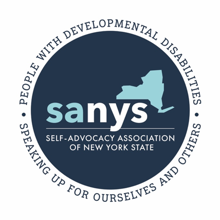 • PEOPLE WITH DEVELOPMENTAL DISABILITIES •
sanys
SELF-ADVOCACY ASSOCIATION
OF NEW YORK STATE
SPEAKING UP FOR OURSELVES AND OTHERS